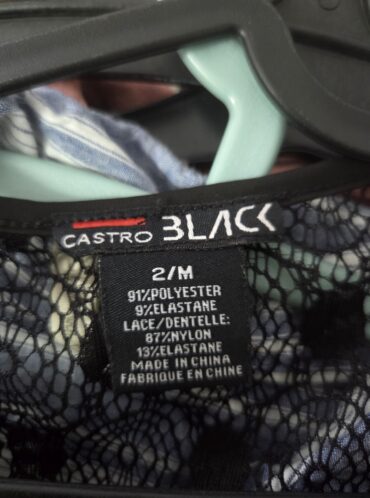 CASTRO BLACK
2/M
91%POLYESTER
9%ELASTANE
LACE/DENTELLE:
87%NYLON
13%ELASTANE
MADE IN CHINA
FABRIQUE EN CHINE